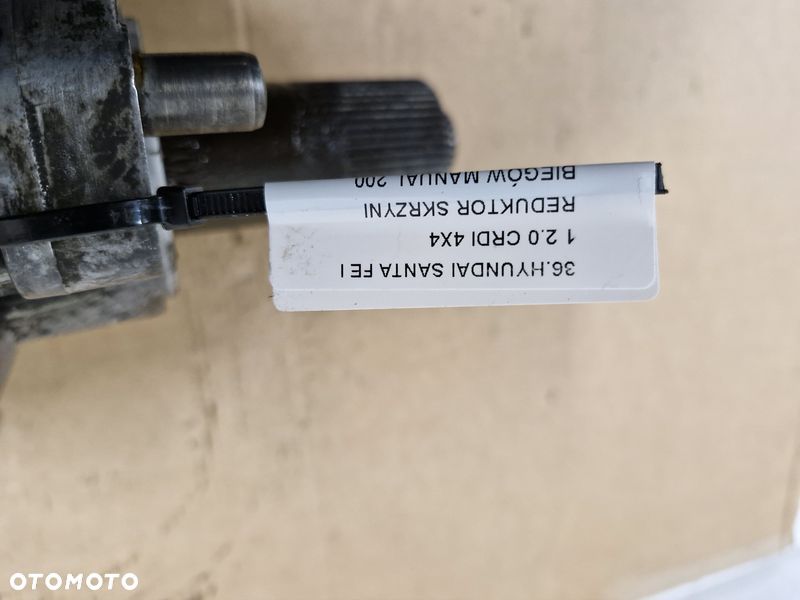 36.HYUNDAI SANTA FE I
1 2.0 CRDI 4X4
REDUKTOR SKRZYNI
BIEGÓW MANUAL 200
OTOMOTO